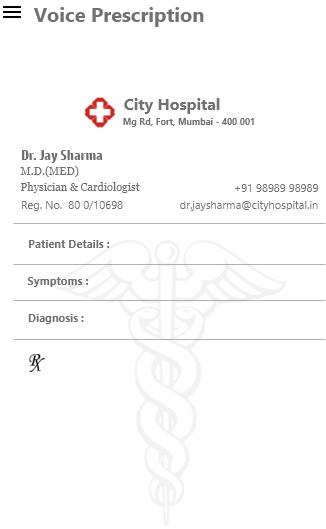 Voice Prescription
City Hospital
Mg Rd, Fort, Mumbai - 400 001
Dr. Jay Sharma
M.D.(MED)
Physician & Cardiologist +91 98989 98989
Reg. No. 80 0/10698 dr.jaysharma@cityhospital.in
Patient Details :
Symptoms :
Diagnosis :
℞